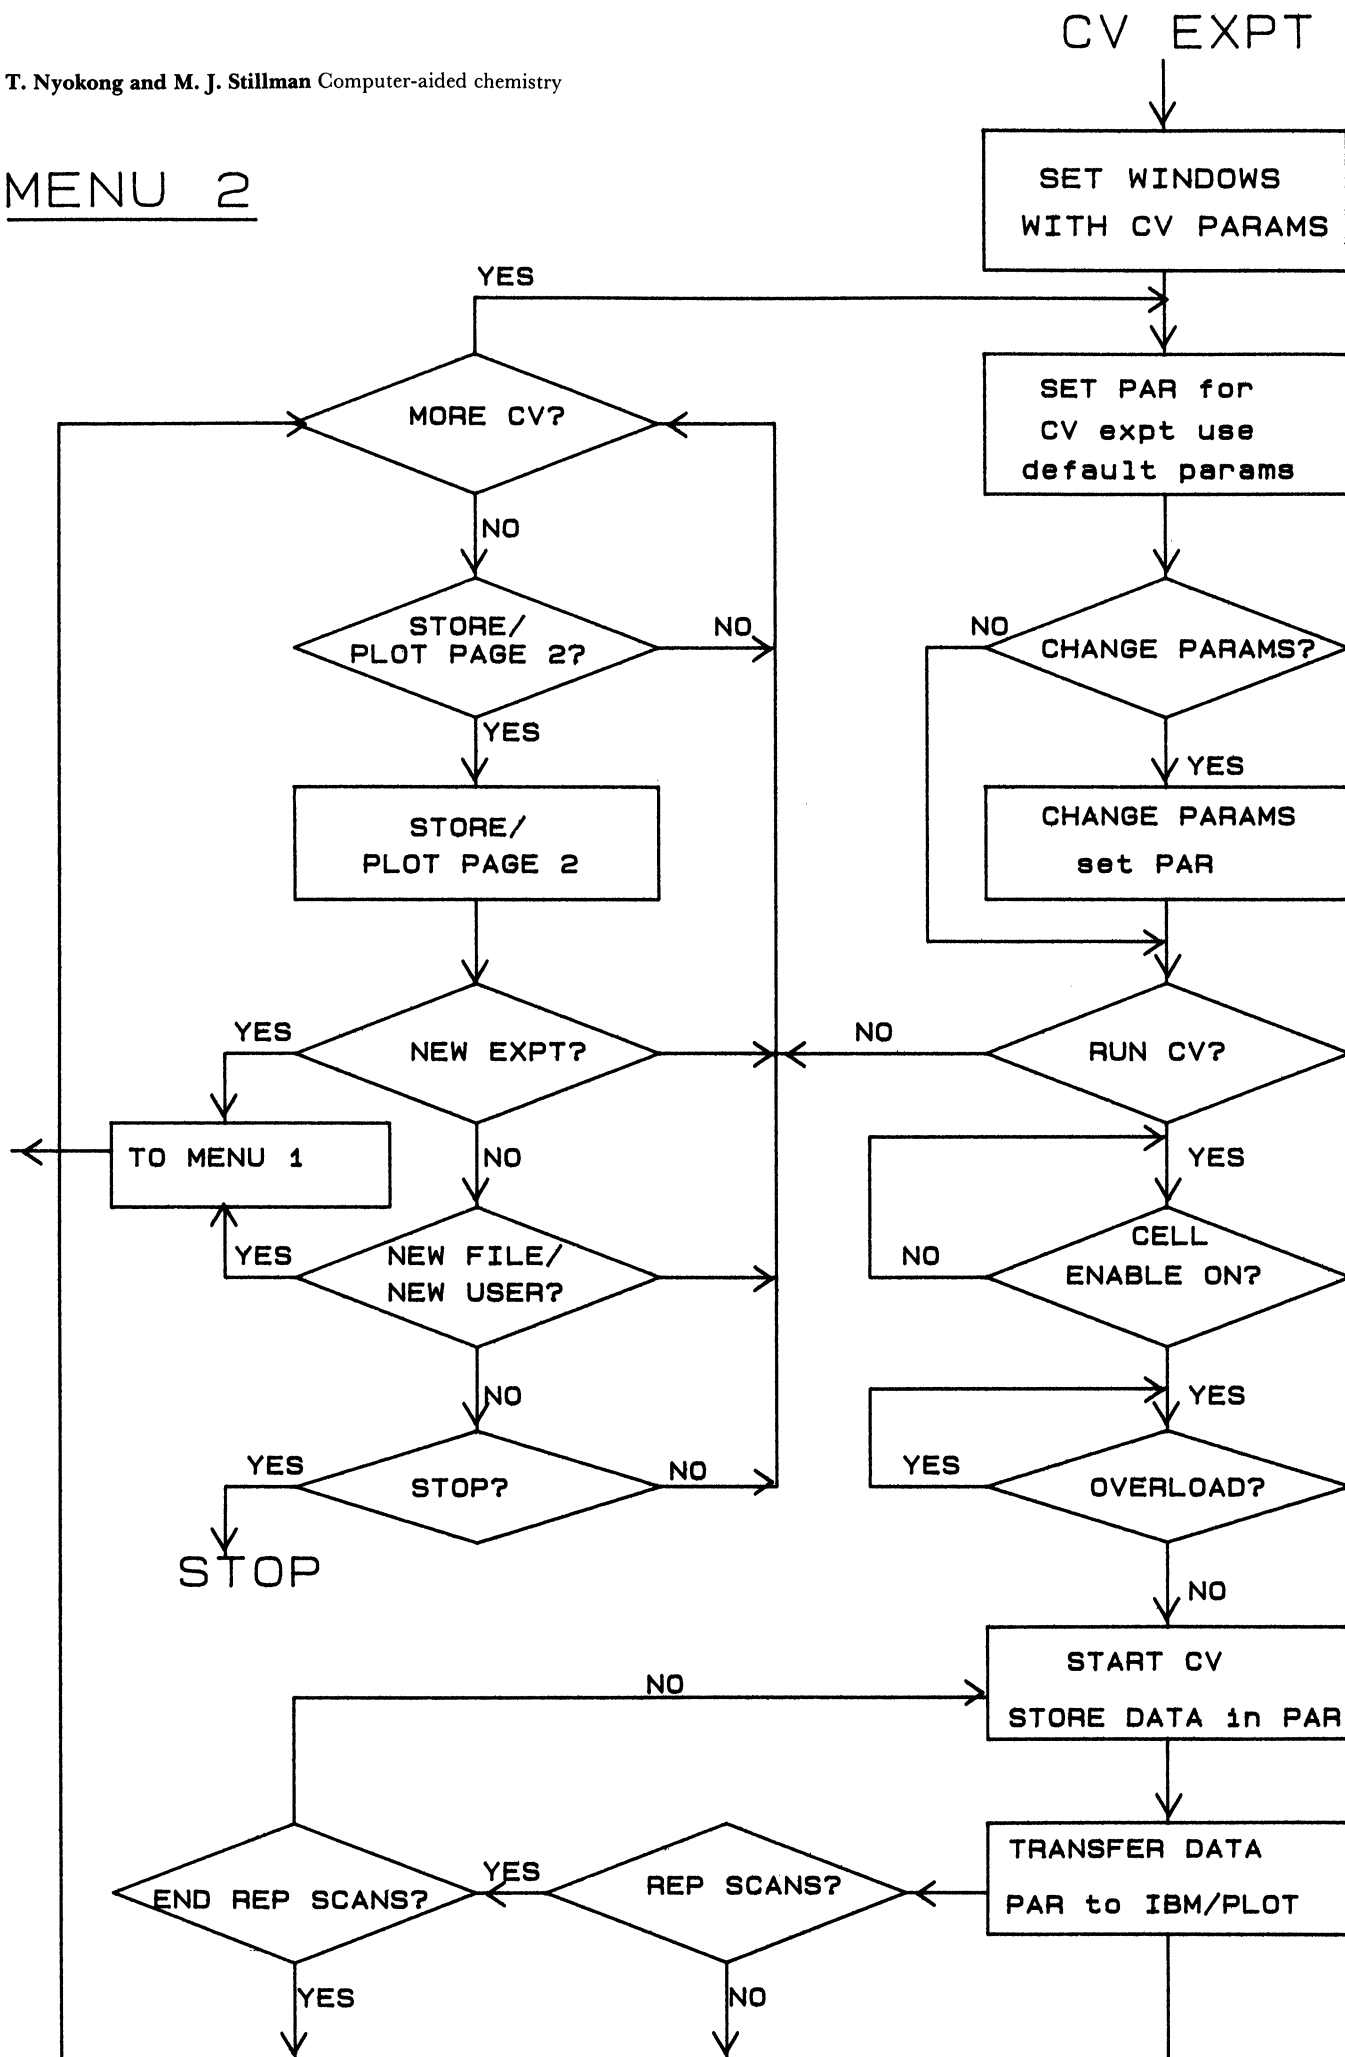 CV EXPT
T. Nyokong and M. J. Stillman Computer-aided chemistry
MENU 2
SET WINDOWS
WITH CV PARAMS
YES
SET PAR for
CV expt use
default params
MORE CV?
NO
STORE/
PLOT PAGE 2?
NO
NO
CHANGE PARAMS?
YES
YES
STORE/
PLOT PAGE 2
CHANGE PARAMS
set PAR
YES
NEW EXPT?
NO
RUN CV?
TO MENU 1
NO
YES
YES
NEW FILE/
NEW USER?
NO
CELL
ENABLE ON?
NO
YES
YES
STOP?
NO
YES
OVERLOAD?
STOP
NO
START CV
STORE DATA in PAR
NO
TRANSFER DATA
PAR to IBM/PLOT
REP SCANS?
YES
END REP SCANS?
YES
NO